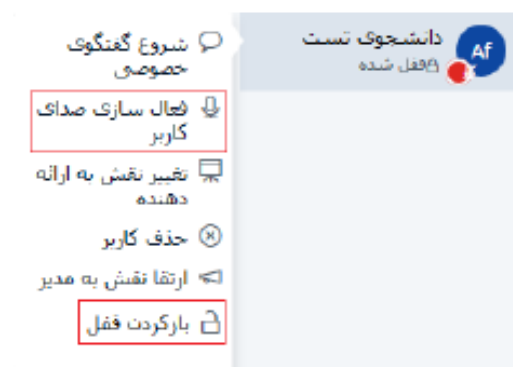 شروع گفتگوی
خصوصی
فعال سازی صدای
کاربر
تغییر نقش به ارائه
دهنده
حذف کاربر
ارتقا نقش به مدیر
بازکردت قفل
دانشجوی تست
قفل شده
Af